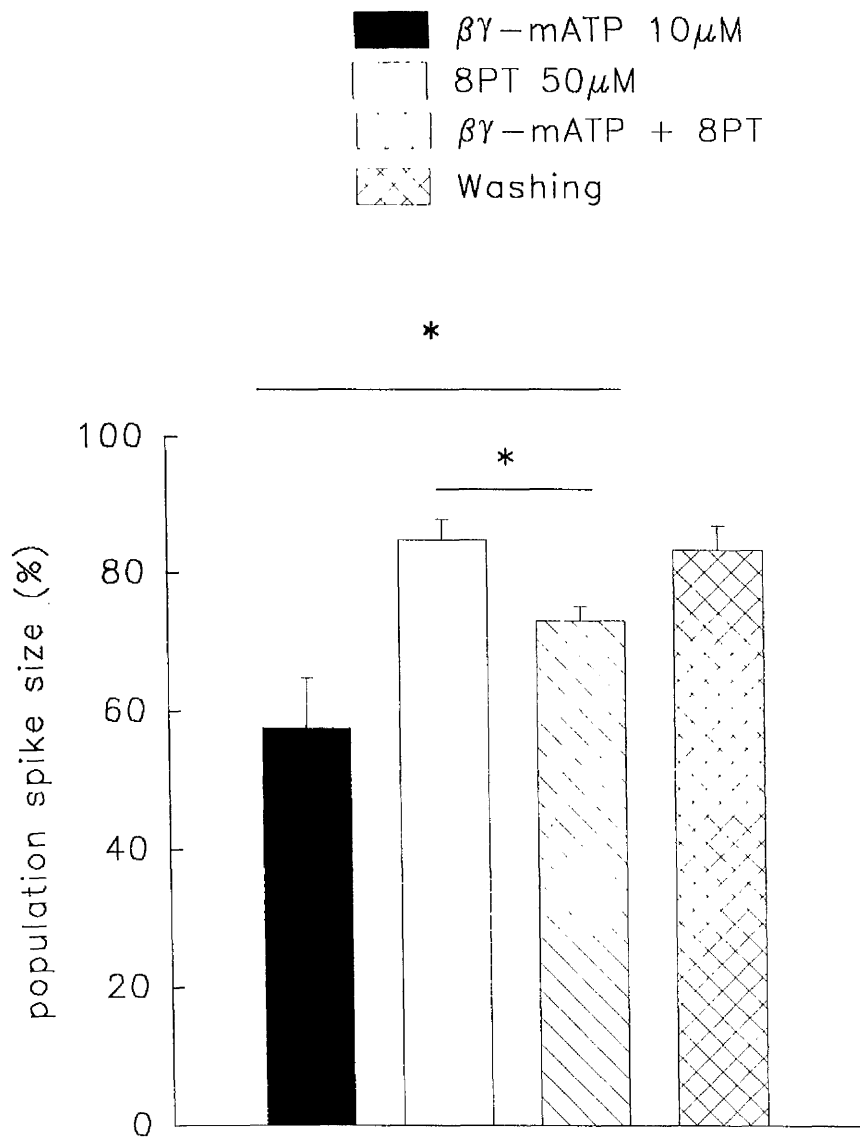 βγ-mATP 10μM
8PT 50μM
βγ-mATP + 8PT
Washing
*
*
100
80
60
40
20
0
population spike size (%)